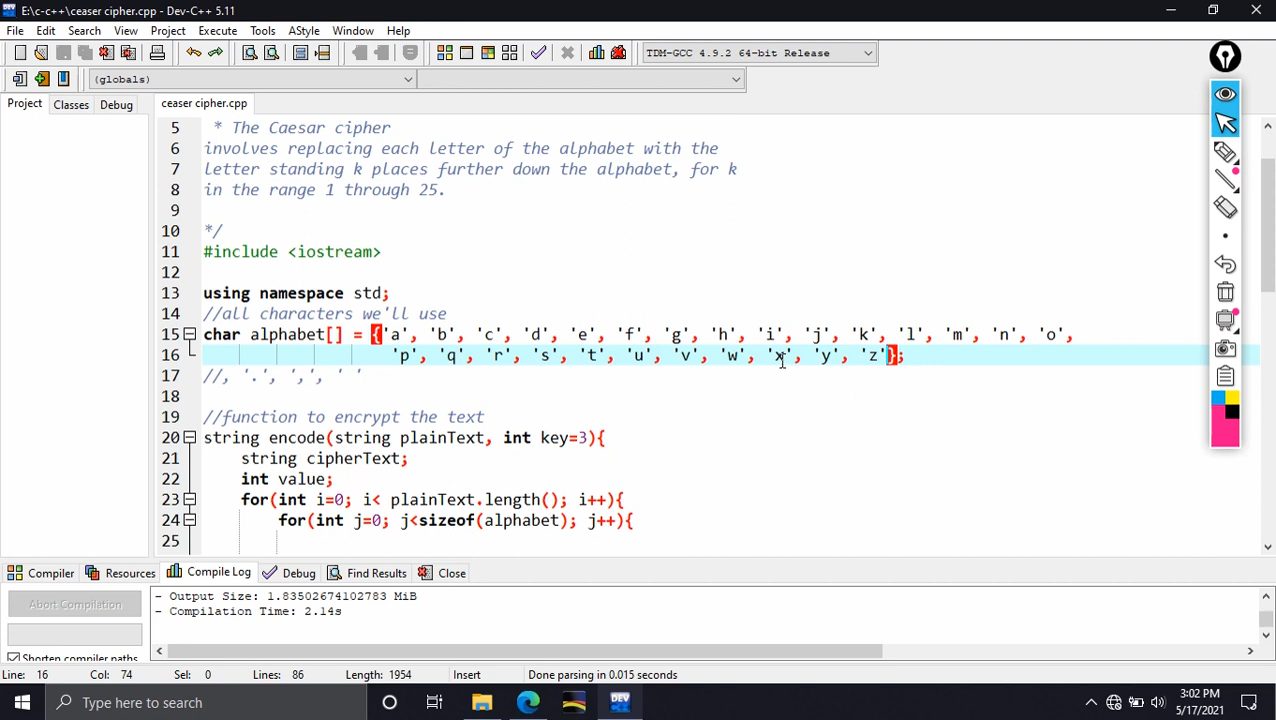 E:\c-c++\ceaser cipher.cpp - Dev-C++ 5.11
File Edit Search View Project Execute Tools AStyle Window Help
TDM-GCC 4.9.2 64-bit Release
(globals)
Project Classes Debug
ceaser cipher.cpp
5 * The Caesar cipher
6 involves replacing each letter of the alphabet with the
7 letter standing k places further down the alphabet, for k
8 in the range 1 through 25.
9
10 */
11 #include <iostream>
12
13 using namespace std;
14 //all characters we'll use
15 char alphabet[] = {'a', 'b', 'c', 'd', 'e', 'f', 'g', 'h', 'i', 'j', 'k', 'l', 'm', 'n', 'o',
16 'p', 'q', 'r', 's', 't', 'u', 'v', 'w', 'x', 'y', 'z'};
17 //, '.', ',', ' '
18
19 //function to encrypt the text
20 string encode(string plainText, int key=3){
21 string cipherText;
22 int value;
23 for(int i=0; i< plainText.length(); i++){
24 for(int j=0; j<sizeof(alphabet); j++){
25
Compiler Resources Compile Log Debug Find Results Close
Abort Compilation
Shorten compiler paths
- Output Size: 1.83502674102783 MiB
- Compilation Time: 2.14s
Line: 16 Col: 74 Sel: 0 Lines: 86 Length: 1954 Insert Done parsing in 0.015 seconds
Type here to search
DEV
3:02 PM
5/17/2021